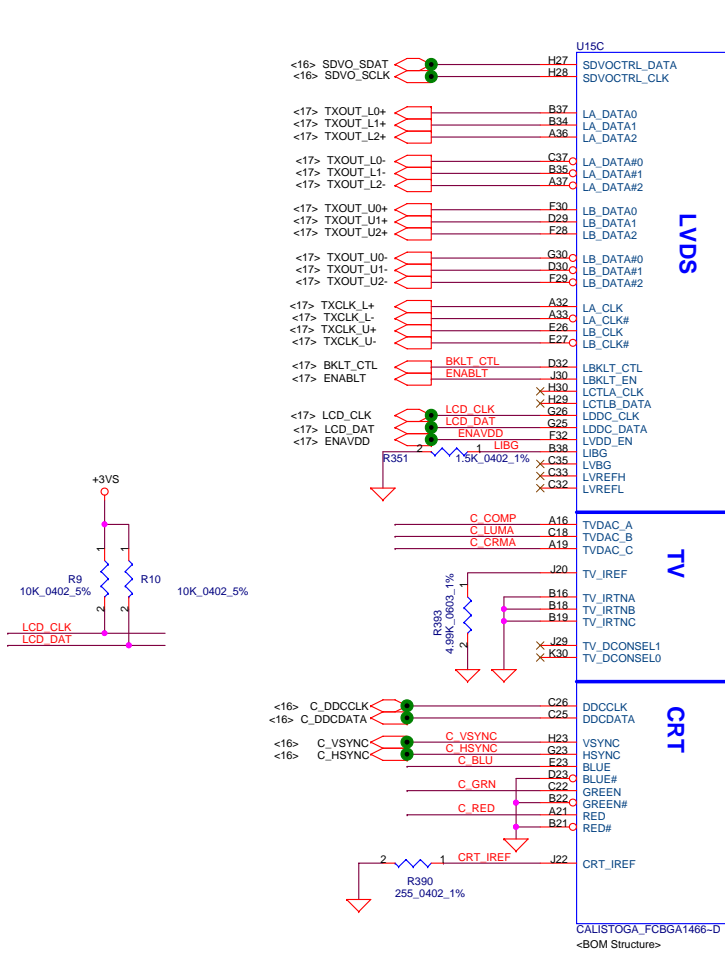 U15C
<16> SDVO_SDAT H27 SDVOCTRL_DATA
<16> SDVO_SCLK H28 SDVOCTRL_CLK
<17> TXOUT_L0+ B37 LA_DATA0
<17> TXOUT_L1+ B34 LA_DATA1
<17> TXOUT_L2+ A36 LA_DATA2
<17> TXOUT_L0- C37 LA_DATA#0
<17> TXOUT_L1- B35 LA_DATA#1
<17> TXOUT_L2- A37 LA_DATA#2
<17> TXOUT_U0+ F30 LB_DATA0
<17> TXOUT_U1+ D29 LB_DATA1
<17> TXOUT_U2+ F28 LB_DATA2
LVDS
<17> TXOUT_U0- G30 LB_DATA#0
<17> TXOUT_U1- D30 LB_DATA#1
<17> TXOUT_U2- F29 LB_DATA#2
<17> TXCLK_L+ A32 LA_CLK
<17> TXCLK_L- A33 LA_CLK#
<17> TXCLK_U+ E26 LB_CLK
<17> TXCLK_U- E27 LB_CLK#
<17> BKLT_CTL BKLT_CTL D32 LBKLT_CTL
<17> ENABLT ENABLT J30 LBKLT_EN
H30 LCTLA_CLK
H29 LCTLB_DATA
<17> LCD_CLK LCD_CLK G26 LDDC_CLK
<17> LCD_DAT LCD_DAT G25 LDDC_DATA
<17> ENAVDD ENAVDD F32 LVDD_EN
2 1 LIBG B38 LIBG
R351 1.5K_0402_1% C35 LVBG
C33 LVREFH
C32 LVREFL
+3VS
1 1
R9 R10
10K_0402_5% 10K_0402_5%
2 2
LCD_CLK
LCD_DAT
C_COMP A16 TVDAC_A
C_LUMA C18 TVDAC_B
C_CRMA A19 TVDAC_C
TV
J20 TV_IREF
1
R393
4.99K_0603_1%
2
B16 TV_IRTNA
B18 TV_IRTNB
B19 TV_IRTNC
J29 TV_DCONSEL1
K30 TV_DCONSEL0
<16> C_DDCCLK C26 DDCCLK
<16> C_DDCDATA C25 DDCDATA
CRT
<16> C_VSYNC C_VSYNC H23 VSYNC
<16> C_HSYNC C_HSYNC G23 HSYNC
C_BLU E23 BLUE
D23 BLUE#
C_GRN C22 GREEN
B22 GREEN#
C_RED A21 RED
B21 RED#
2 1 CRT_IREF J22 CRT_IREF
R390
255_0402_1%
CALISTOGA_FCBGA1466~D
<BOM Structure>